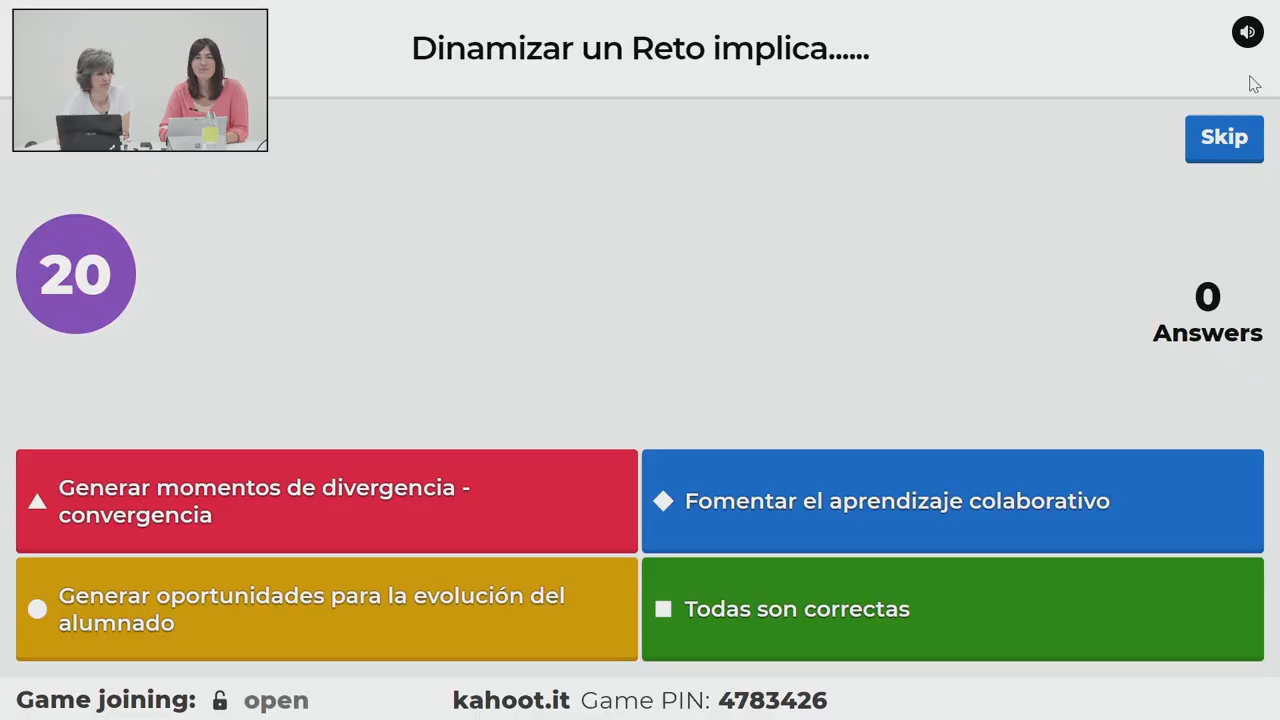 Dinamizar un Reto implica......
Skip
20
0
Answers
Generar momentos de divergencia -
convergencia
Fomentar el aprendizaje colaborativo
Generar oportunidades para la evolución del
alumnado
Todas son correctas
Game joining: open
kahoot.it Game PIN: 4783426